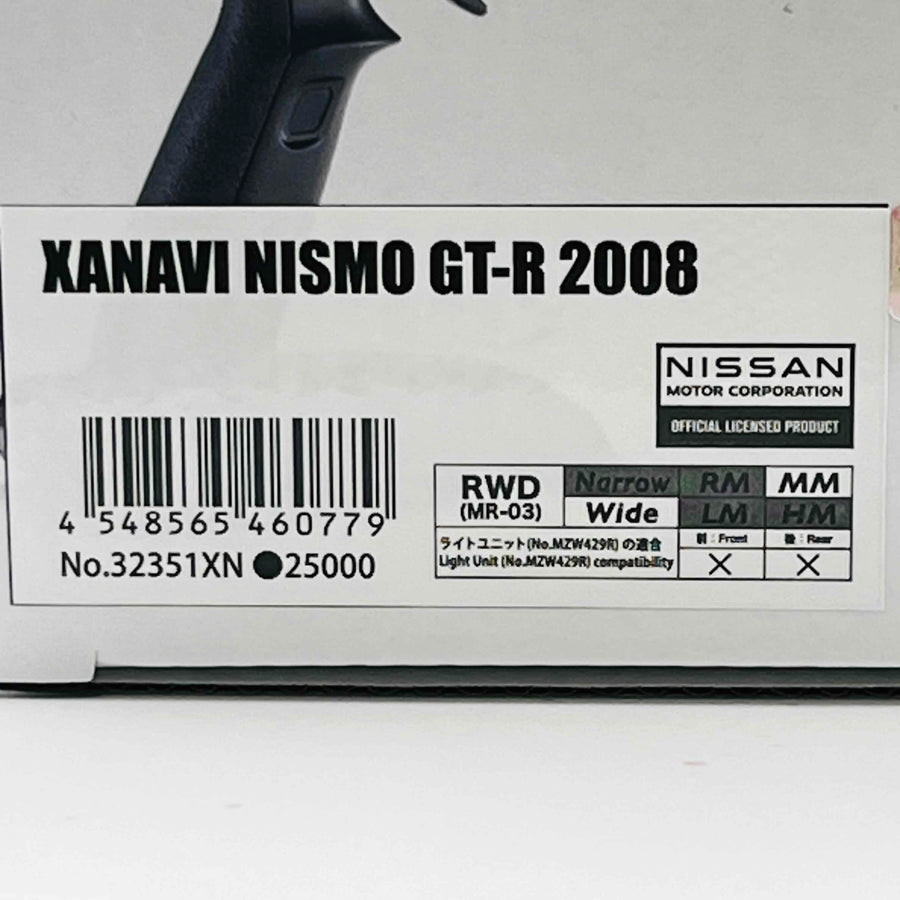 XANAVI NISMO GT-R 2008
NISSAN
MOTOR CORPORATION
OFFICIAL LICENSED PRODUCT
4 548565 460779
No.32351XN ●25000
RWD
(MR-03)
Narrow RM MM
Wide LM HM
ライトユニット(No.MZW429R) の適合
Light Unit (No.MZW429R) compatibility
前：Front 後：Rear
× ×